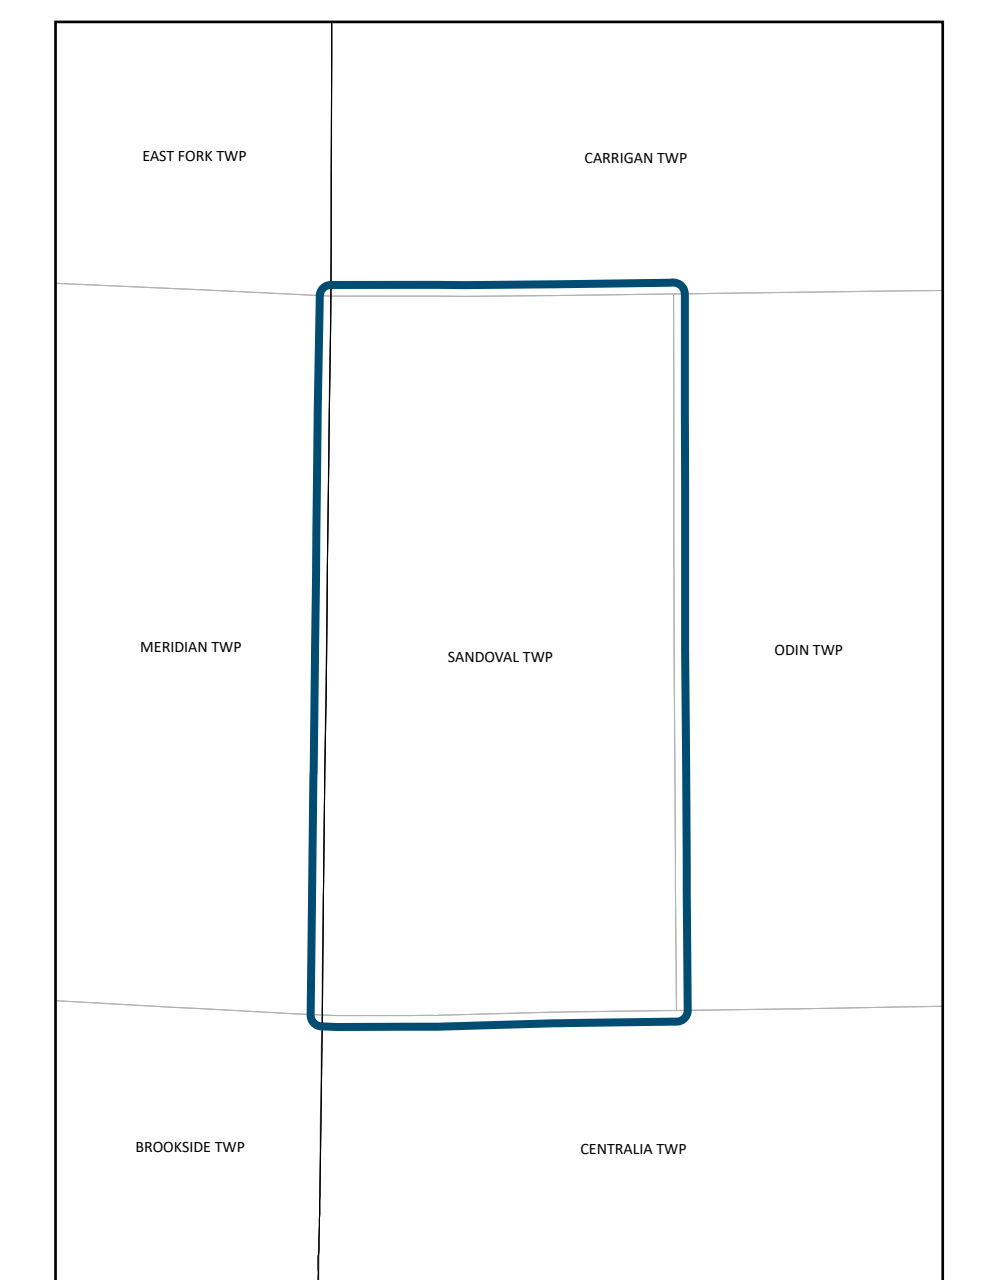 EAST FORK TWP
CARRIGAN TWP
MERIDIAN TWP
SANDOVAL TWP
ODIN TWP
BROOKSIDE TWP
CENTRALIA TWP